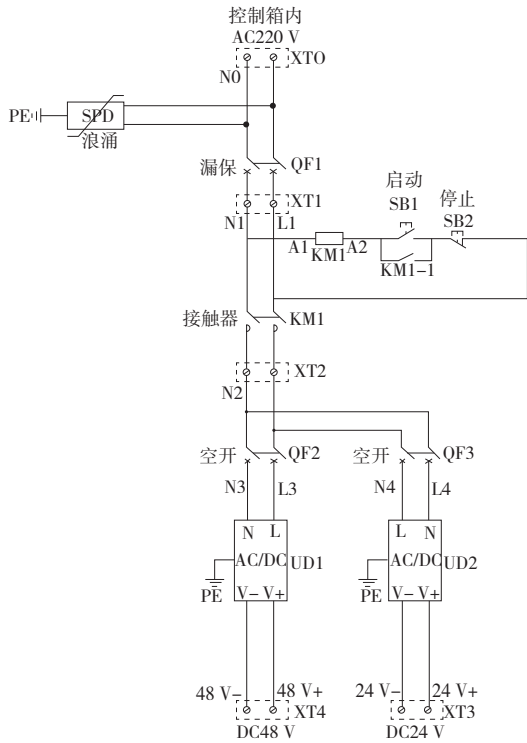 控制箱内
AC220 V
XTO
N0
PE
SPD
浪涌
漏保
QF1
XT1
N1
L1
启动
SB1
停止
SB2
A1
KM1
A2
KM1-1
接触器
KM1
XT2
N2
空开
QF2
空开
QF3
N3
L3
N4
L4
N
L
L
N
AC/DC
UD1
AC/DC
UD2
PE
V-
V+
PE
V-
V+
48 V-
48 V+
24 V-
24 V+
XT4
XT3
DC48 V
DC24 V